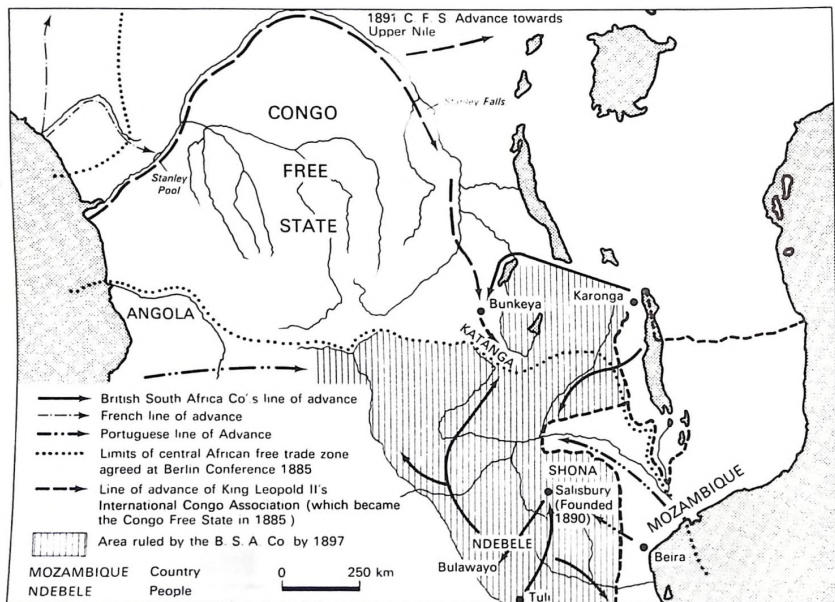 1891 C. F. S. Advance towards
Upper Nile
Stanley Falls
CONGO
FREE
STATE
Stanley
Pool
ANGOLA
Bunkeya
Karonga
KATANGA
SHONA
Salisbury
(Founded
1890)
MOZAMBIQUE
NDEBELE
Bulawayo
Beira
Tuli
British South Africa Co's line of advance
French line of advance
Portuguese line of Advance
Limits of central African free trade zone
agreed at Berlin Conference 1885
Line of advance of King Leopold II's
International Congo Association (which became
the Congo Free State in 1885)
Area ruled by the B. S. A. Co by 1897
MOZAMBIQUE Country
NDEBELE People
0 250 km